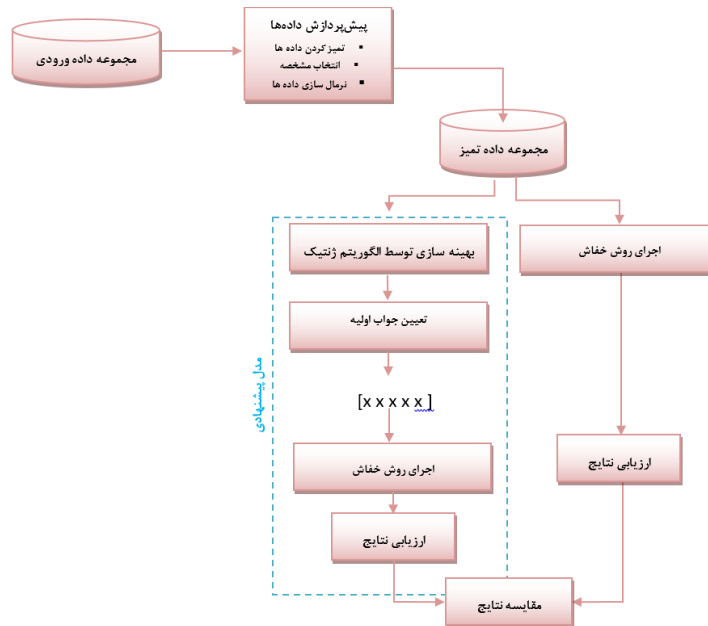 مجموعه داده ورودی
پیش‌پردازش داده‌ها
▪ تمیز کردن داده ها
▪ انتخاب مشخصه
▪ نرمال سازی داده ها
مجموعه داده تمیز
بهینه سازی توسط الگوریتم ژنتیک
تعیین جواب اولیه
[x x x x x ]
اجرای روش خفاش
ارزیابی نتایج
مدل پیشنهادی
اجرای روش خفاش
ارزیابی نتایج
مقایسه نتایج